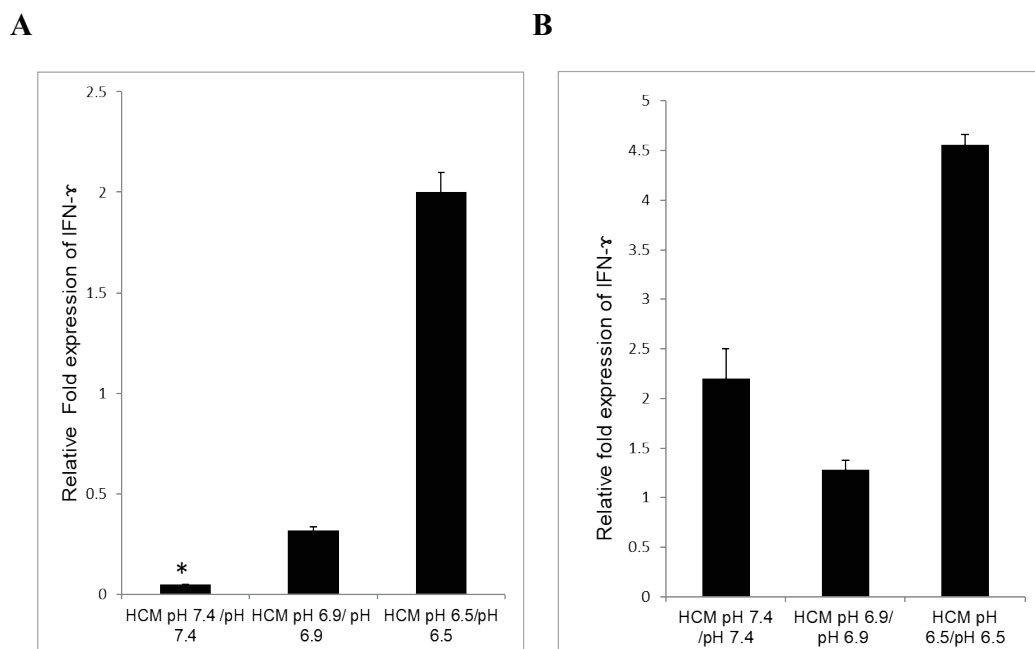 A
B
Relative Fold expression of IFN-ɤ
2.5
2
1.5
1
0.5
0
*
HCM pH 7.4 /pH
7.4
HCM pH 6.9/ pH
6.9
HCM pH 6.5/pH
6.5
Relative fold expression of IFN-ɤ
5
4.5
4
3.5
3
2.5
2
1.5
1
0.5
0
HCM pH 7.4
/pH 7.4
HCM pH 6.9/
pH 6.9
HCM pH
6.5/pH 6.5